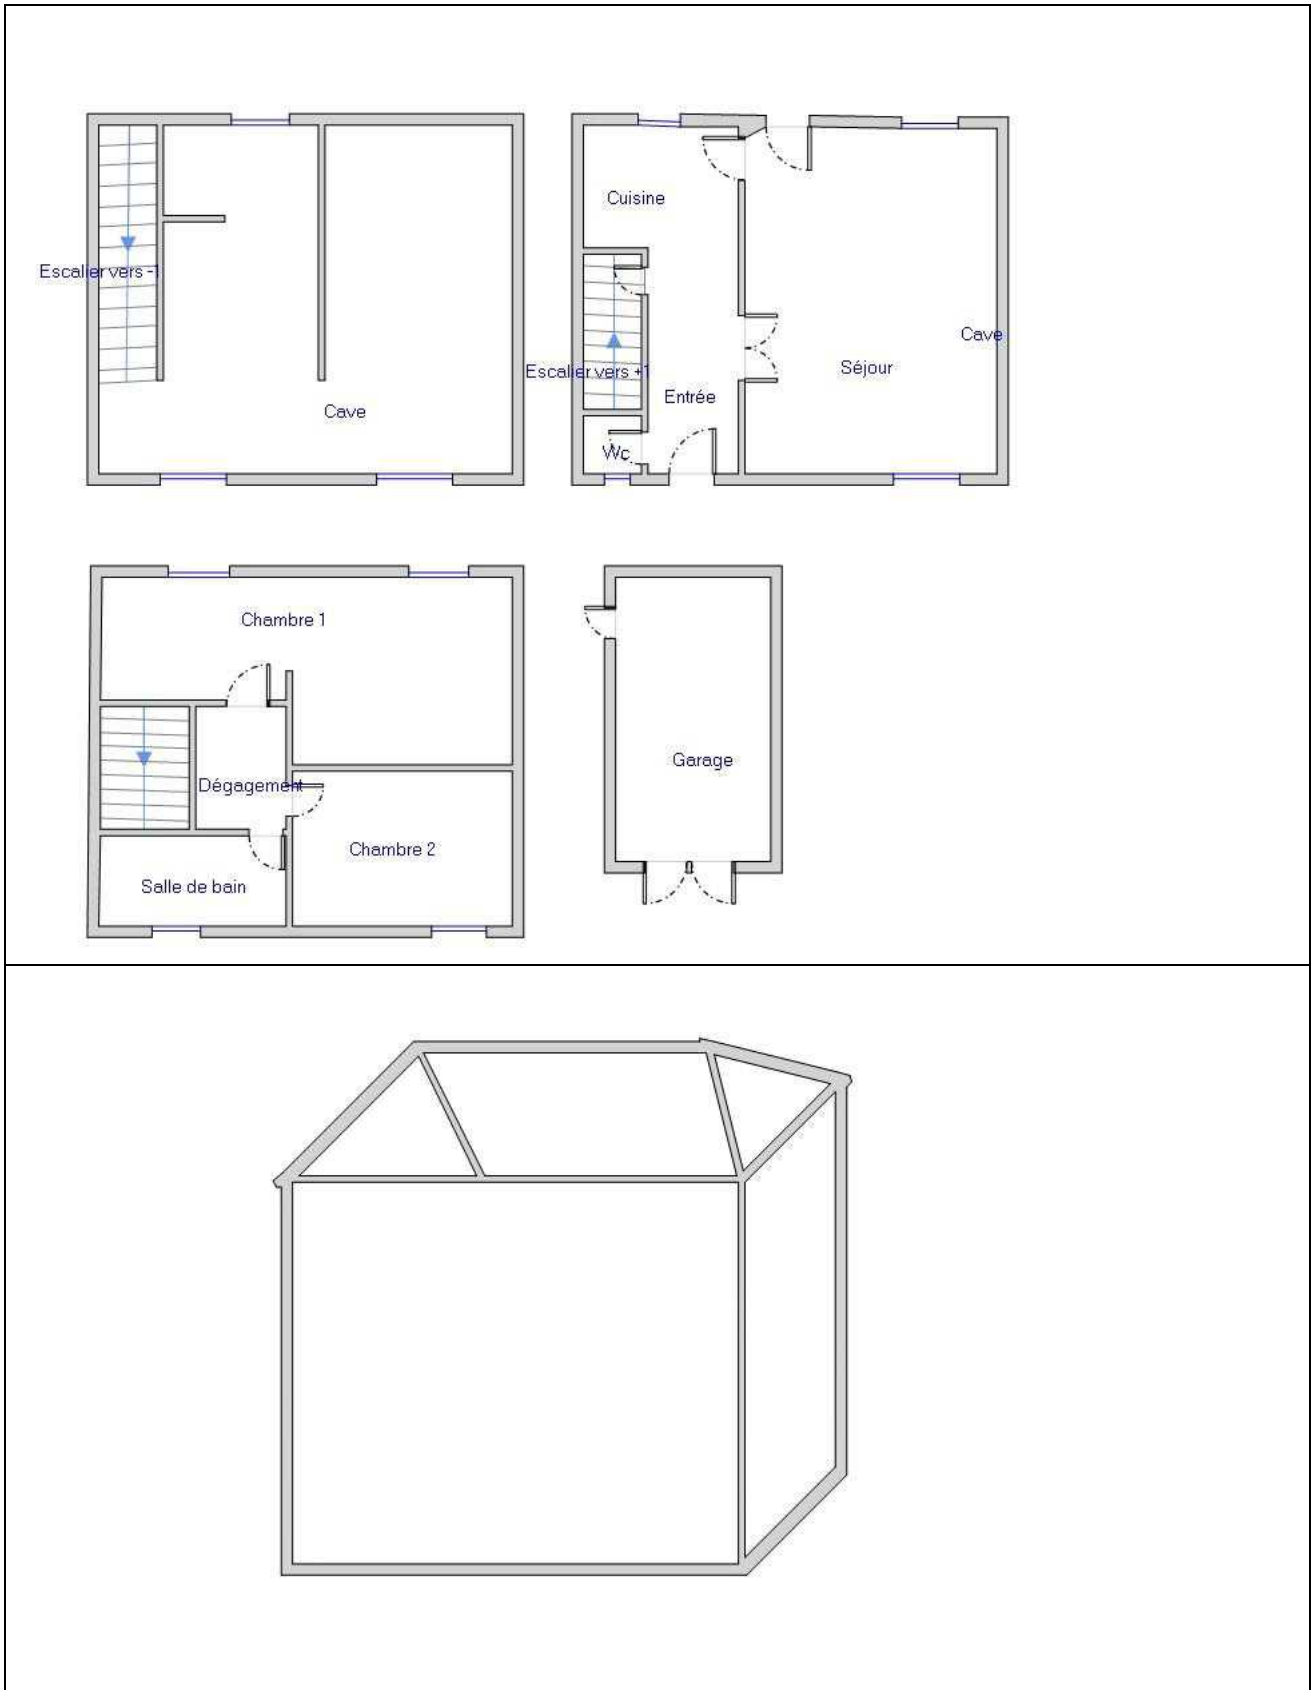 Escalier vers -1
Cave
Cuisine
Escalier vers +1
Entrée
Wc
Séjour
Cave
Chambre 1
Dégagement
Chambre 2
Salle de bain
Garage